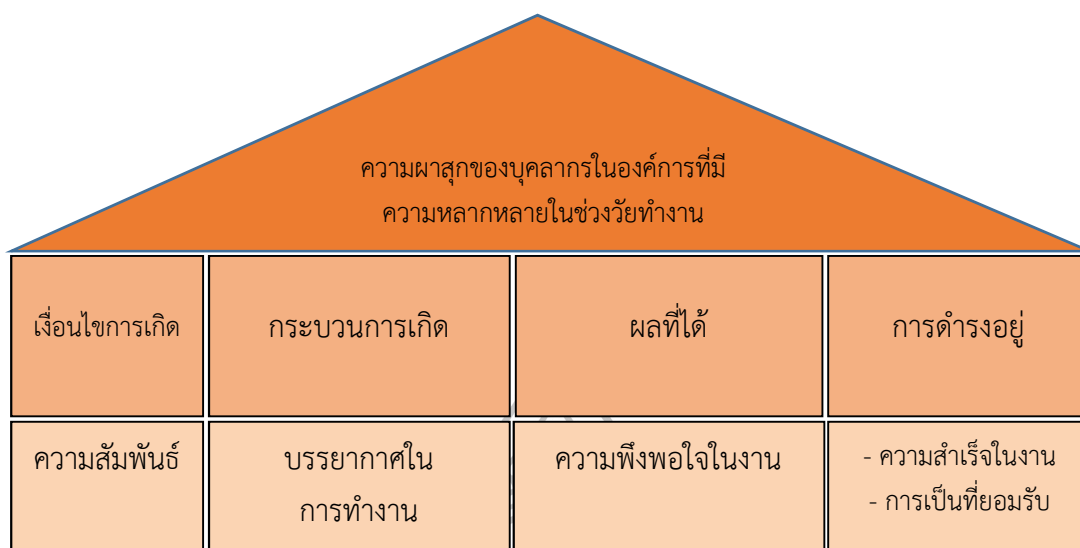 ความผาสุกของบุคลากรในองค์การที่มี
ความหลากหลายในช่วงวัยทำงาน
เงื่อนไขการเกิด
กระบวนการเกิด
ผลที่ได้
การดำรงอยู่
ความสัมพันธ์
บรรยากาศใน
การทำงาน
ความพึงพอใจในงาน
- ความสำเร็จในงาน
- การเป็นที่ยอมรับ